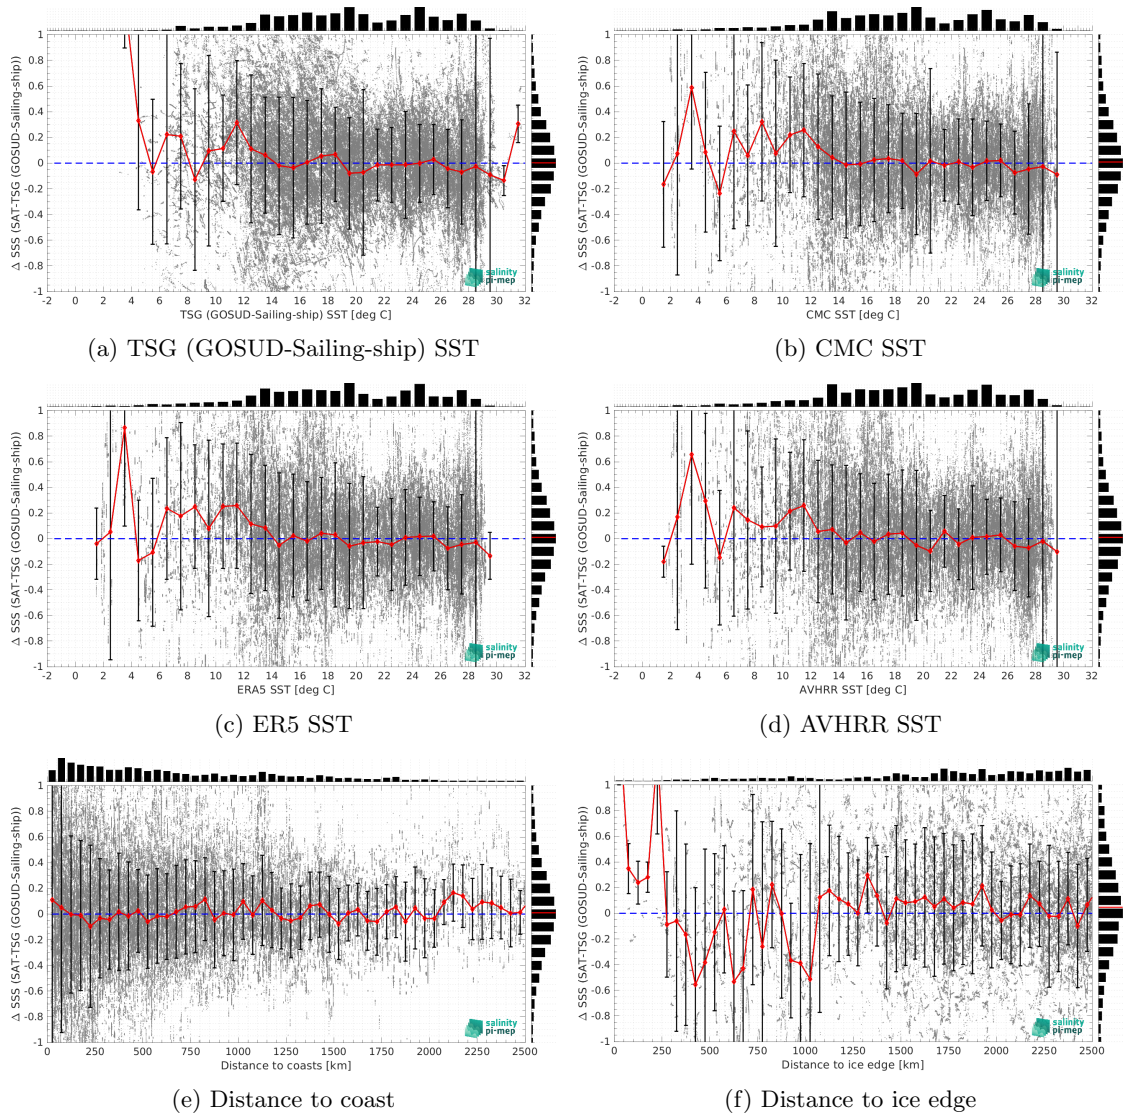 1
0.8
0.6
0.4
0.2
0
-0.2
-0.4
-0.6
-0.8
-1
Δ SSS (SAT-TSG (GOSUD-Sailing-ship))
-2 0 2 4 6 8 10 12 14 16 18 20 22 24 26 28 30 32
TSG (GOSUD-Sailing-ship) SST [deg C]
salinity
pi-mep
(a) TSG (GOSUD-Sailing-ship) SST
1
0.8
0.6
0.4
0.2
0
-0.2
-0.4
-0.6
-0.8
-1
Δ SSS (SAT-TSG (GOSUD-Sailing-ship))
-2 0 2 4 6 8 10 12 14 16 18 20 22 24 26 28 30 32
CMC SST [deg C]
salinity
pi-mep
(b) CMC SST
1
0.8
0.6
0.4
0.2
0
-0.2
-0.4
-0.6
-0.8
-1
Δ SSS (SAT-TSG (GOSUD-Sailing-ship))
-2 0 2 4 6 8 10 12 14 16 18 20 22 24 26 28 30 32
ERA5 SST [deg C]
salinity
pi-mep
(c) ER5 SST
1
0.8
0.6
0.4
0.2
0
-0.2
-0.4
-0.6
-0.8
-1
Δ SSS (SAT-TSG (GOSUD-Sailing-ship))
-2 0 2 4 6 8 10 12 14 16 18 20 22 24 26 28 30 32
AVHRR SST [deg C]
salinity
pi-mep
(d) AVHRR SST
1
0.8
0.6
0.4
0.2
0
-0.2
-0.4
-0.6
-0.8
-1
Δ SSS (SAT-TSG (GOSUD-Sailing-ship))
0 250 500 750 1000 1250 1500 1750 2000 2250 2500
Distance to coasts [km]
salinity
pi-mep
(e) Distance to coast
1
0.8
0.6
0.4
0.2
0
-0.2
-0.4
-0.6
-0.8
-1
Δ SSS (SAT-TSG (GOSUD-Sailing-ship))
0 250 500 750 1000 1250 1500 1750 2000 2250 2500
Distance to ice edge [km]
salinity
pi-mep
(f) Distance to ice edge